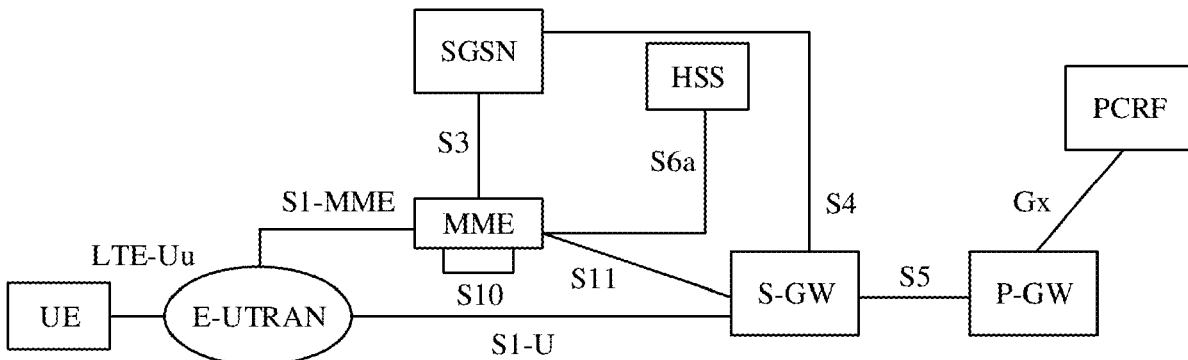 SGSN
HSS
PCRF
S3
S6a
S1-MME
MME
S4
Gx
LTE-Uu
S10
S11
S-GW
S5
P-GW
UE
E-UTRAN
S1-U